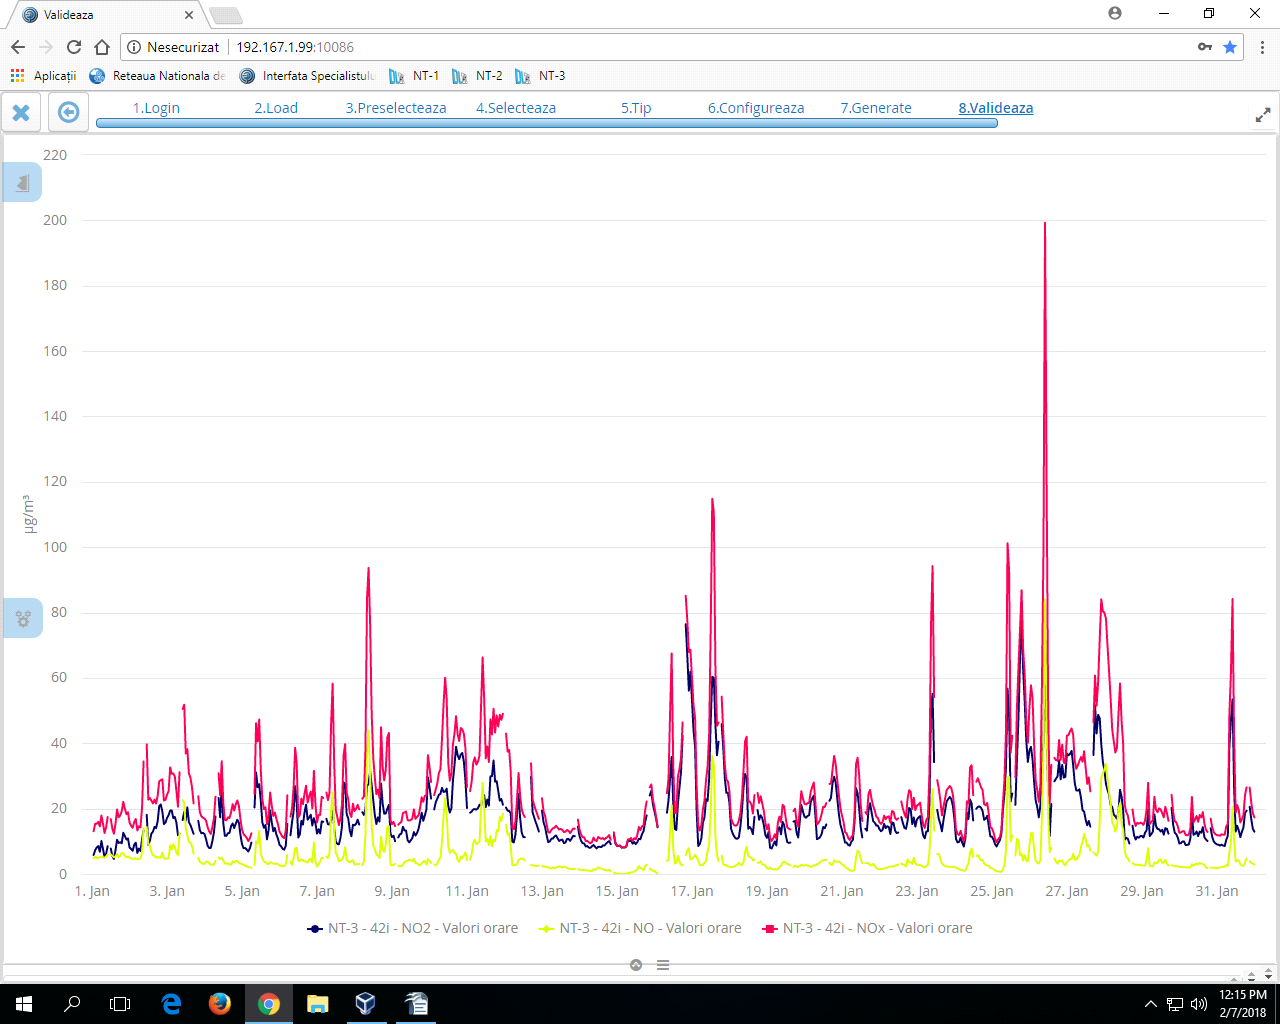 Valideaza
Nesecurizat 192.167.1.99:10086
Aplicații Reteaua Nationala de Interfata Specialistulu NT-1 NT-2 NT-3
1.Login 2.Load 3.Preselecteaza 4.Selecteaza 5.Tip 6.Configureaza 7.Generate 8.Valideaza
220
200
180
160
140
120
100
80
60
40
20
0
µg/m³
1. Jan 3. Jan 5. Jan 7. Jan 9. Jan 11. Jan 13. Jan 15. Jan 17. Jan 19. Jan 21. Jan 23. Jan 25. Jan 27. Jan 29. Jan 31. Jan
NT-3 - 42i - NO2 - Valori orare NT-3 - 42i - NO - Valori orare NT-3 - 42i - NOx - Valori orare
12:15 PM
2/7/2018